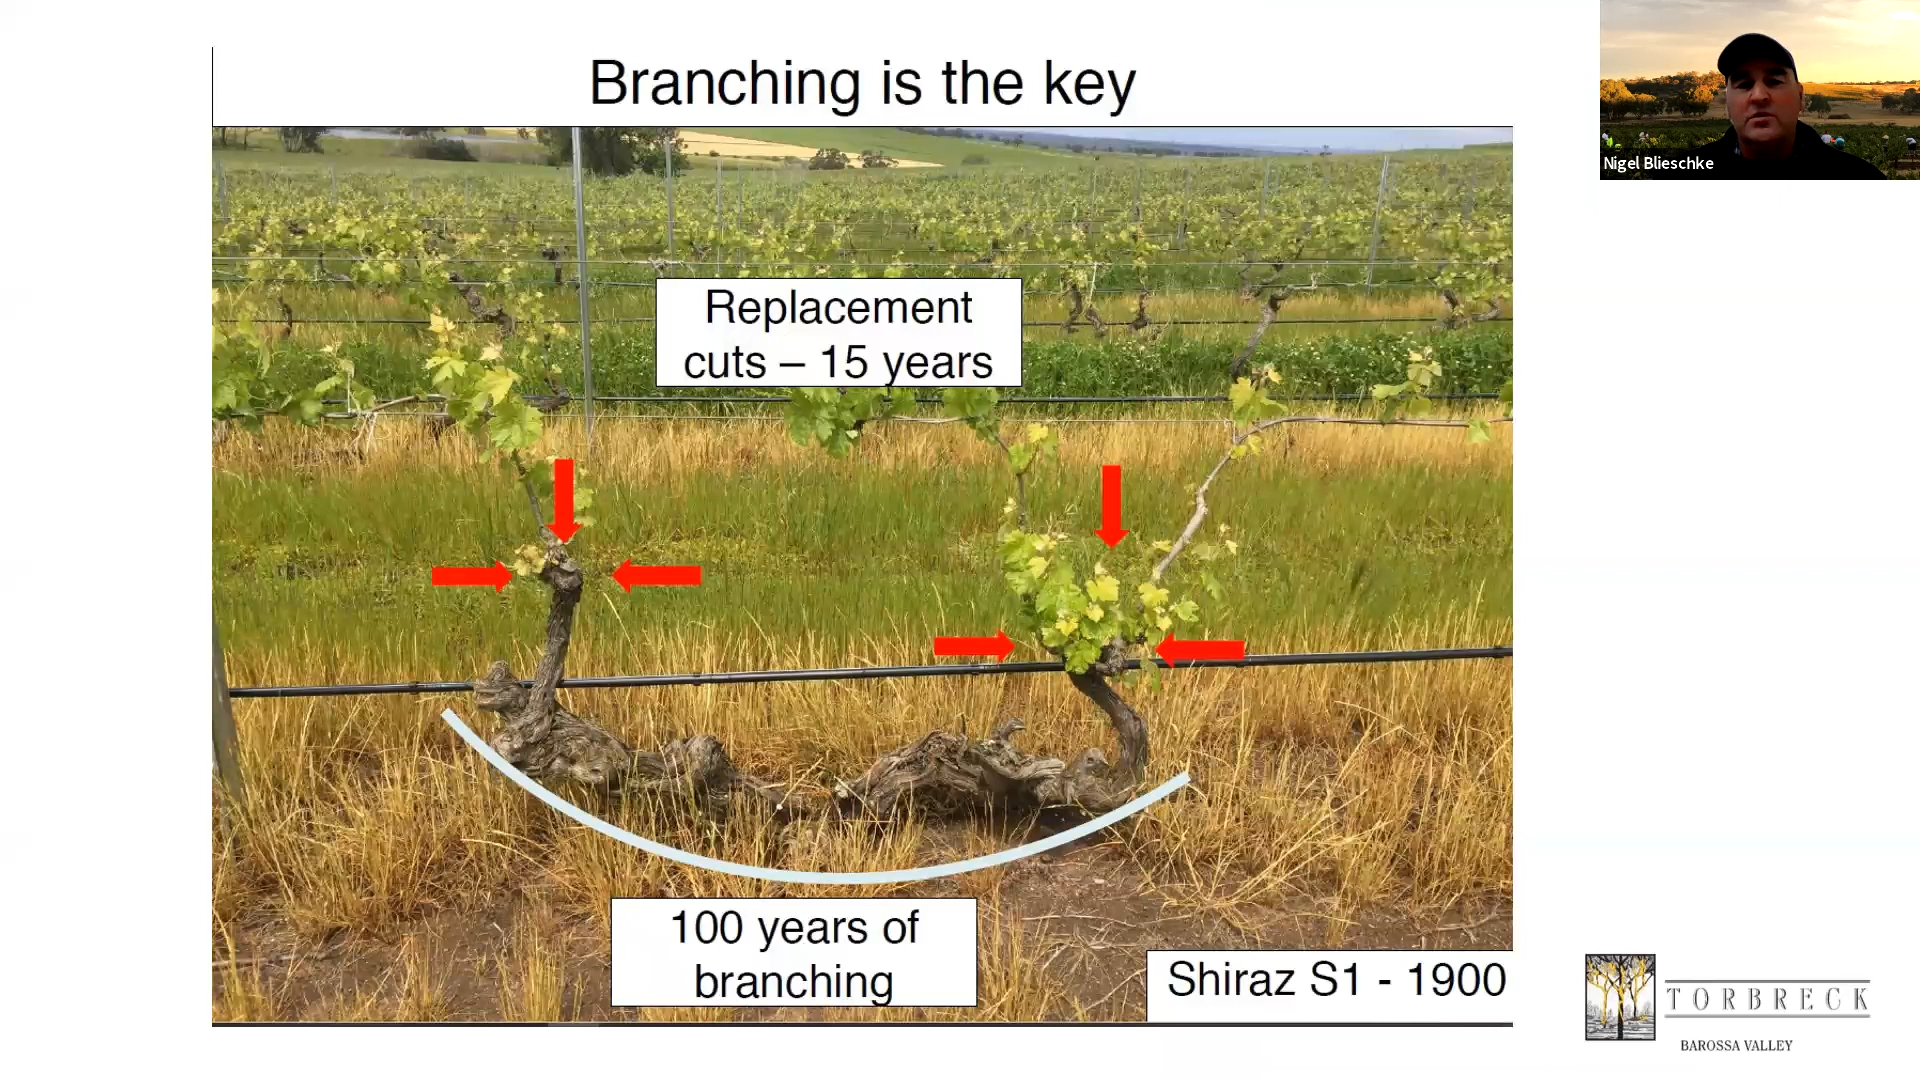 Branching is the key
Nigel Blieschke
Replacement
cuts – 15 years
100 years of
branching
Shiraz S1 - 1900
TORBRECK
BAROSSA VALLEY